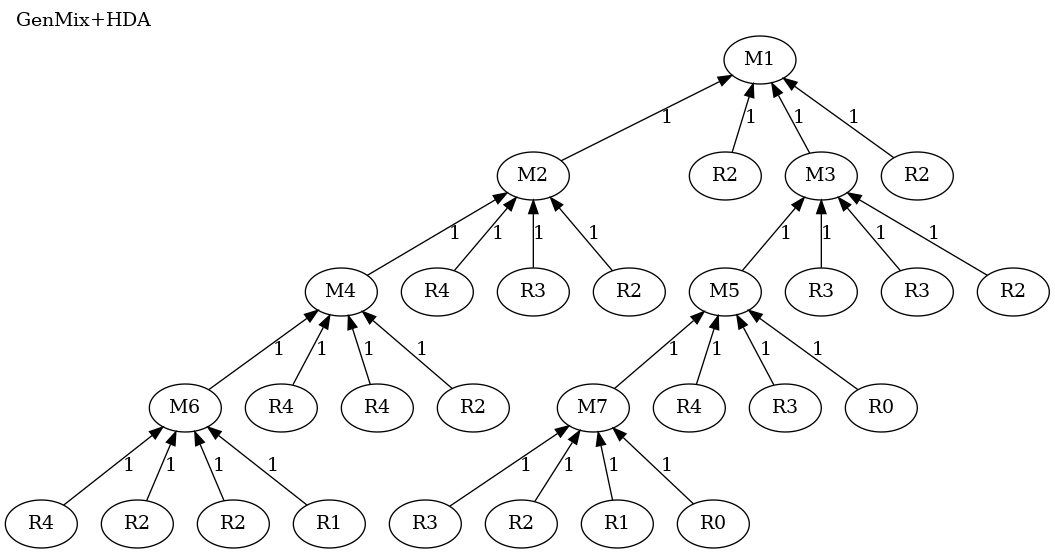 GenMix+HDA
M1
1 1 1 1
M2 R2 M3 R2
1 1 1 1 1 1 1 1
M4 R4 R3 R2 M5 R3 R3 R2
1 1 1 1 1 1 1 1
M6 R4 R4 R2 M7 R4 R3 R0
1 1 1 1 1 1 1 1
R4 R2 R2 R1 R3 R2 R1 R0